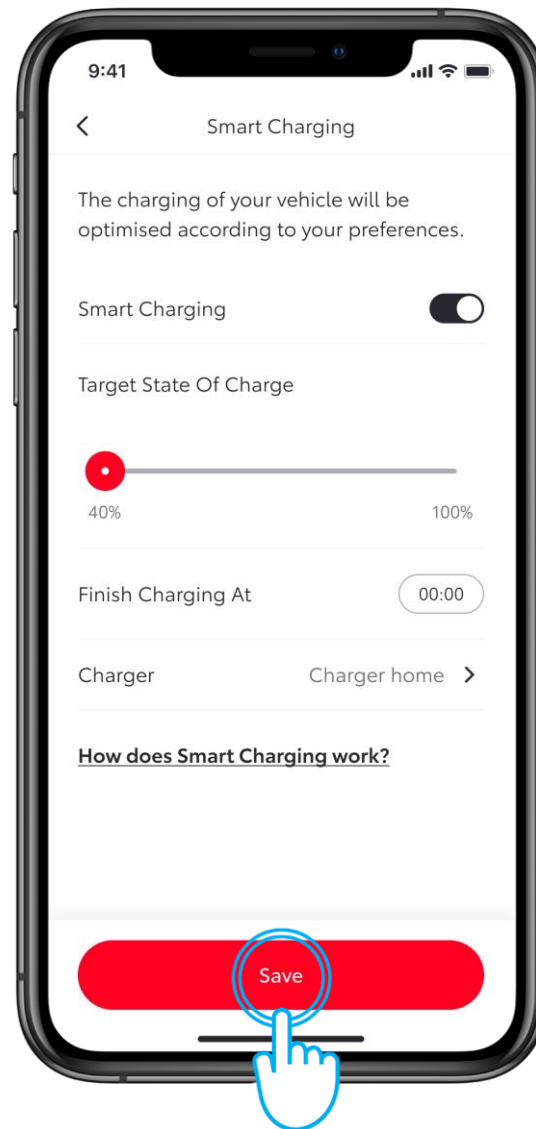 9:41
Smart Charging
The charging of your vehicle will be
optimised according to your preferences.
Smart Charging
Target State Of Charge
40% 100%
Finish Charging At 00:00
Charger Charger home
How does Smart Charging work?
Save